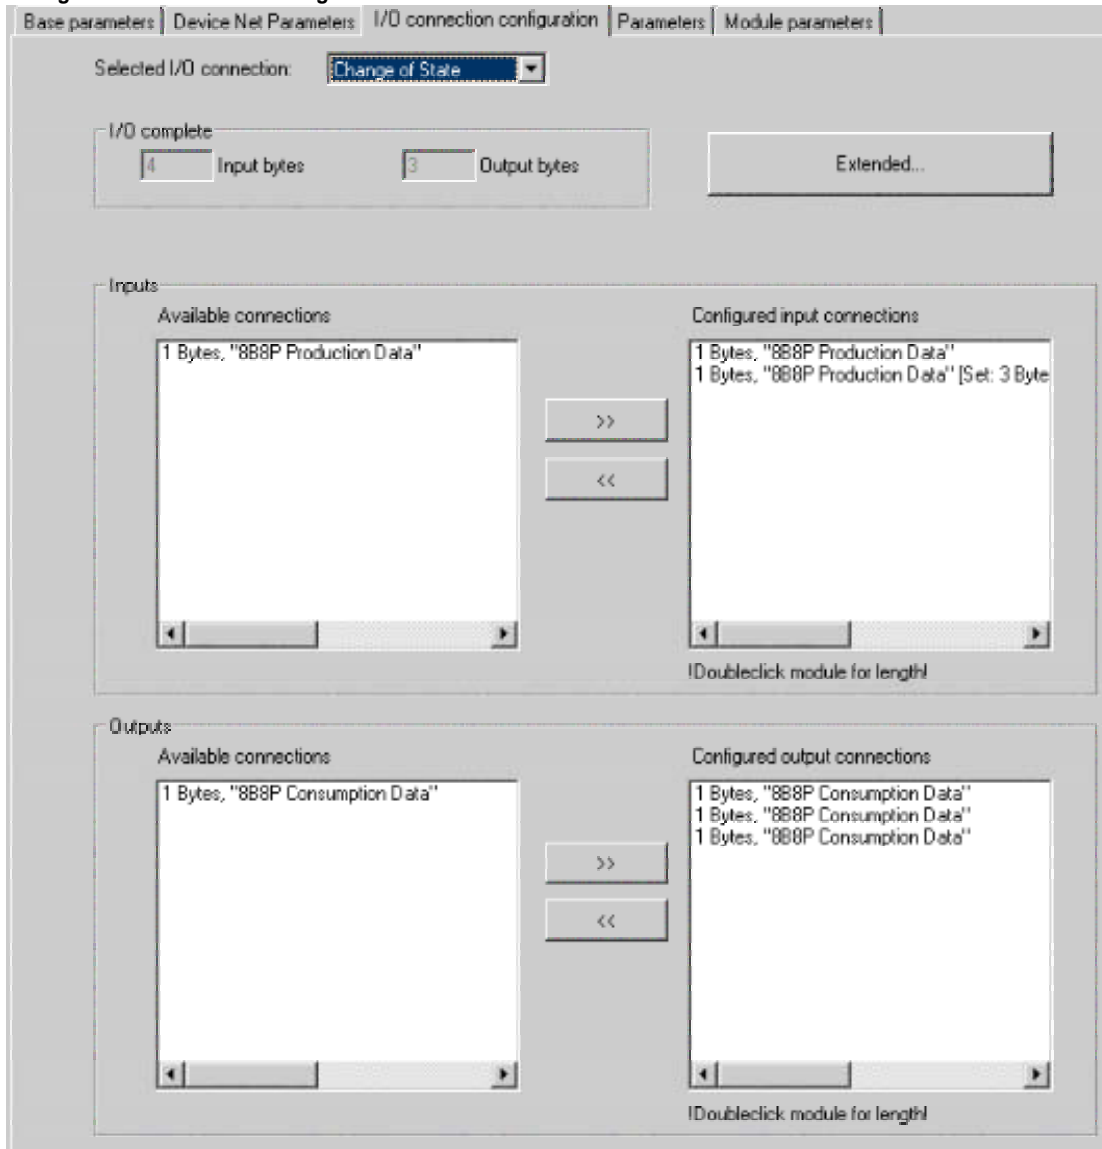 Base parameters Device Net Parameters I/O connection configuration Parameters Module parameters
Selected I/O connection: Change of State
I/O complete
4 Input bytes 3 Output bytes Extended...
Inputs
Available connections Configured input connections
1 Bytes, "8B8P Production Data" 1 Bytes, "8B8P Production Data"
1 Bytes, "8B8P Production Data" [Set: 3 Byte
>>
<<
!Doubleclick module for length!
Outputs
Available connections Configured output connections
1 Bytes, "8B8P Consumption Data" 1 Bytes, "8B8P Consumption Data"
1 Bytes, "8B8P Consumption Data"
1 Bytes, "8B8P Consumption Data"
>>
<<
!Doubleclick module for length!